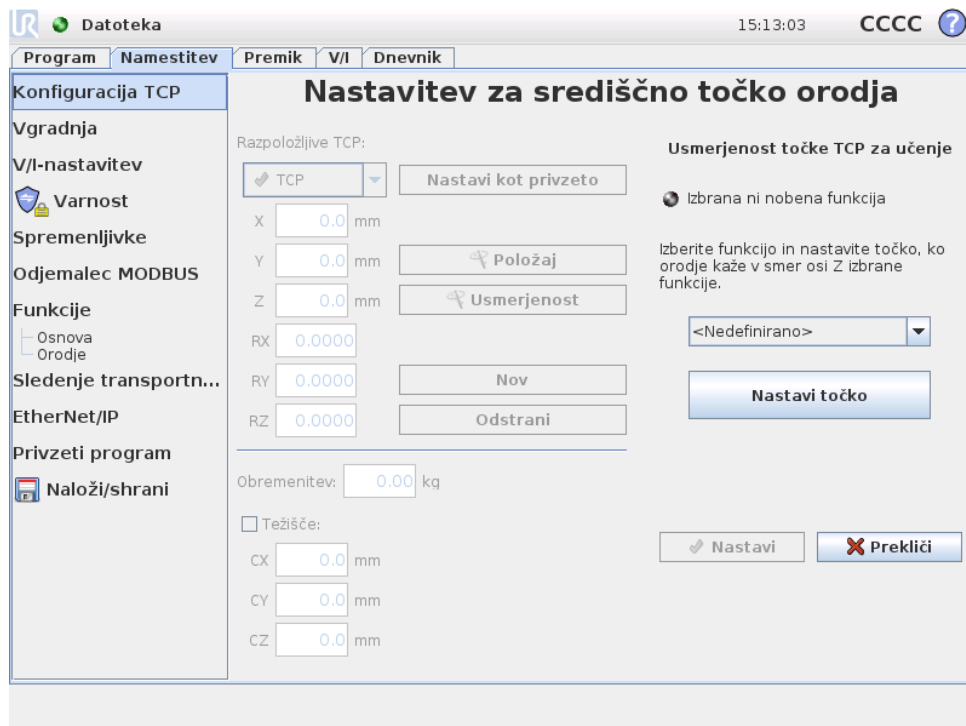 UR Datoteka 15:13:03 CCCC ?
Program Namestitev Premik V/I Dnevnik
Konfiguracija TCP
Vgradnja
V/I-nastavitev
Varnost
Spremenljivke
Odjemalec MODBUS
Funkcije
Osnova
Orodje
Sledenje transportn...
EtherNet/IP
Privzeti program
Naloži/shrani
Nastavitev za središčno točko orodja
Razpoložljive TCP:
TCP Nastavi kot privzeto
X 0.0 mm
Y 0.0 mm Položaj
Z 0.0 mm Usmerjenost
RX 0.0000
RY 0.0000 Nov
RZ 0.0000 Odstrani
Obremenitev: 0.00 kg
Težišče:
CX 0.0 mm
CY 0.0 mm
CZ 0.0 mm
Usmerjenost točke TCP za učenje
Izbrana ni nobena funkcija
Izberite funkcijo in nastavite točko, ko
orodje kaže v smer osi Z izbrane
funkcije.
<Nedefinirano>
Nastavi točko
Nastavi Prekliči